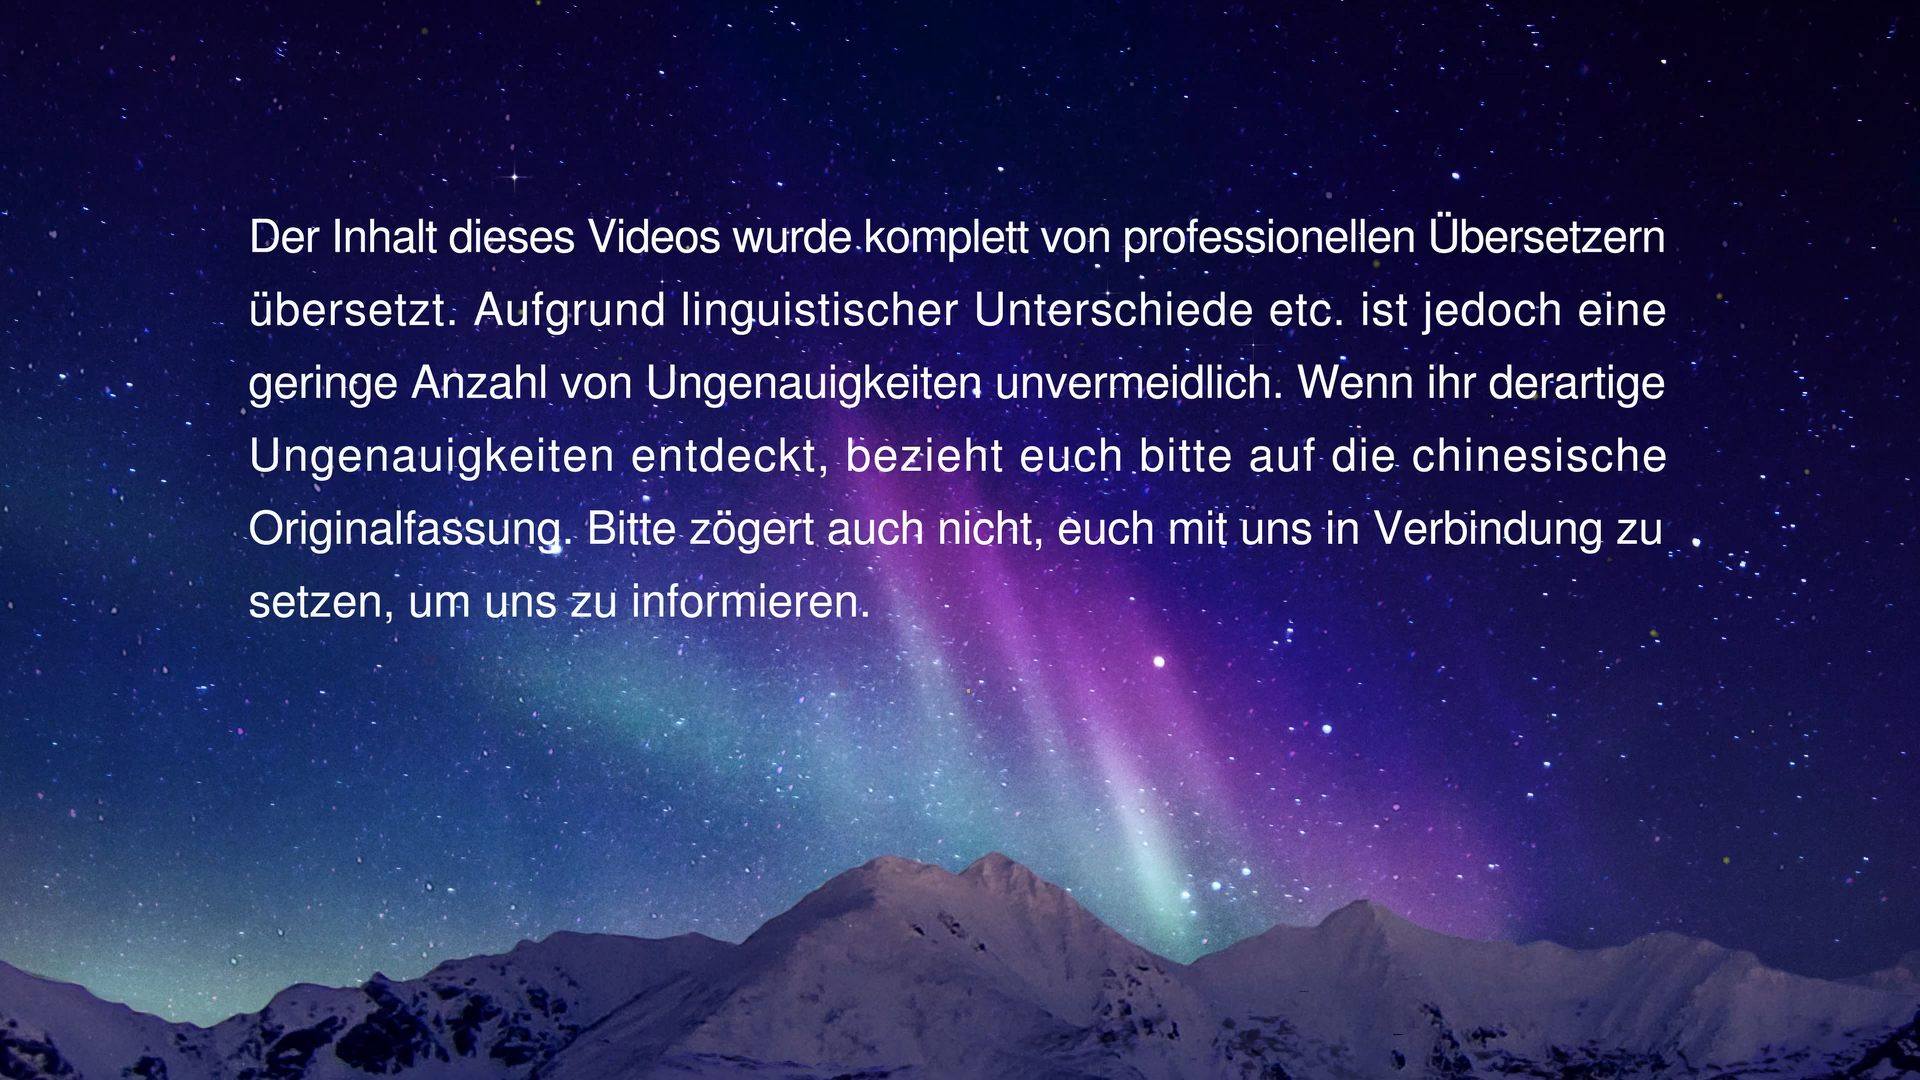 Der Inhalt dieses Videos wurde komplett von professionellen Übersetzern
übersetzt. Aufgrund linguistischer Unterschiede etc. ist jedoch eine
geringe Anzahl von Ungenauigkeiten unvermeidlich. Wenn ihr derartige
Ungenauigkeiten entdeckt, bezieht euch bitte auf die chinesische
Originalfassung. Bitte zögert auch nicht, euch mit uns in Verbindung zu
setzen, um uns zu informieren.